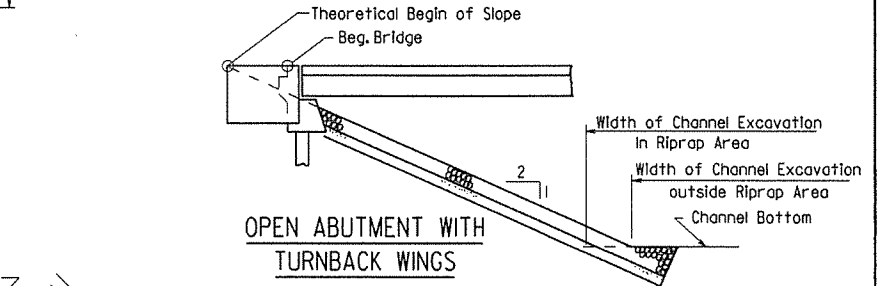 Theoretical Begin of Slope
Beg. Bridge
Width of Channel Excavation
In Riprap Area
2
1
Width of Channel Excavation
outside Riprap Area
Channel Bottom
OPEN ABUTMENT WITH
TURNBACK WINGS